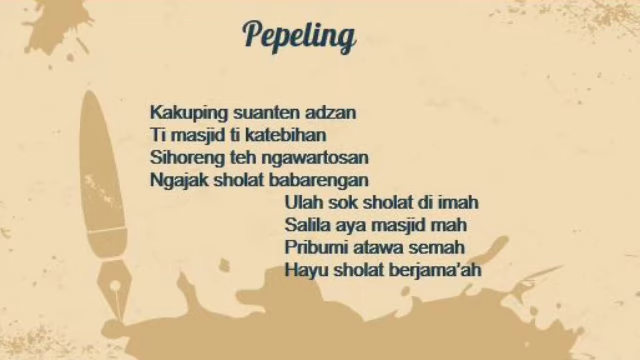 Pepeling
Kakuping suanten adzan
Ti masjid ti katebihan
Sihoreng teh ngawartosan
Ngajak sholat babarengan
Ulah sok sholat di imah
Salila aya masjid mah
Pribumi atawa semah
Hayu sholat berjama'ah